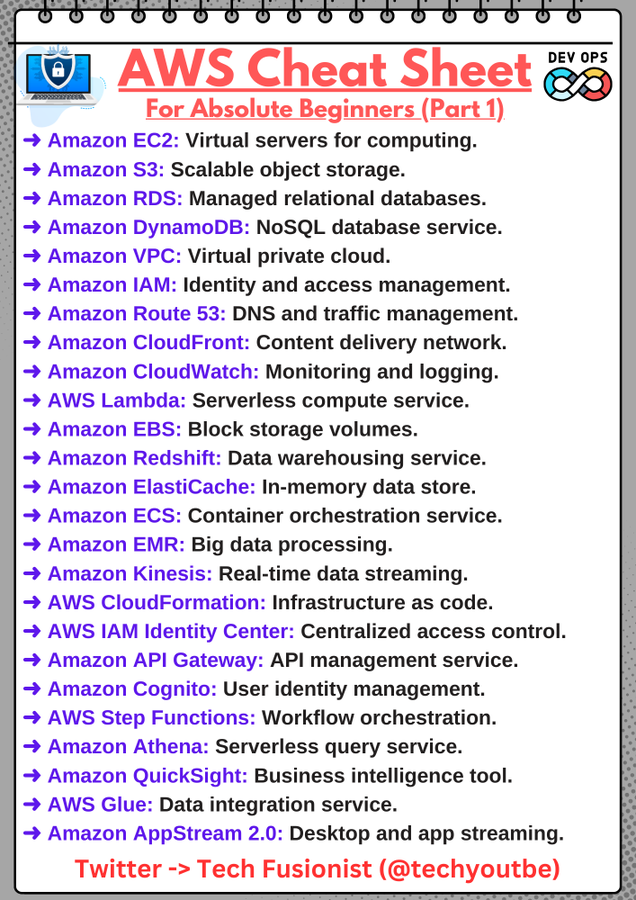 AWS Cheat Sheet
DEV OPS
For Absolute Beginners (Part 1)
➜ Amazon EC2: Virtual servers for computing.
➜ Amazon S3: Scalable object storage.
➜ Amazon RDS: Managed relational databases.
➜ Amazon DynamoDB: NoSQL database service.
➜ Amazon VPC: Virtual private cloud.
➜ Amazon IAM: Identity and access management.
➜ Amazon Route 53: DNS and traffic management.
➜ Amazon CloudFront: Content delivery network.
➜ Amazon CloudWatch: Monitoring and logging.
➜ AWS Lambda: Serverless compute service.
➜ Amazon EBS: Block storage volumes.
➜ Amazon Redshift: Data warehousing service.
➜ Amazon ElastiCache: In-memory data store.
➜ Amazon ECS: Container orchestration service.
➜ Amazon EMR: Big data processing.
➜ Amazon Kinesis: Real-time data streaming.
➜ AWS CloudFormation: Infrastructure as code.
➜ AWS IAM Identity Center: Centralized access control.
➜ Amazon API Gateway: API management service.
➜ Amazon Cognito: User identity management.
➜ AWS Step Functions: Workflow orchestration.
➜ Amazon Athena: Serverless query service.
➜ Amazon QuickSight: Business intelligence tool.
➜ AWS Glue: Data integration service.
➜ Amazon AppStream 2.0: Desktop and app streaming.
Twitter -> Tech Fusionist (@techyoutbe)